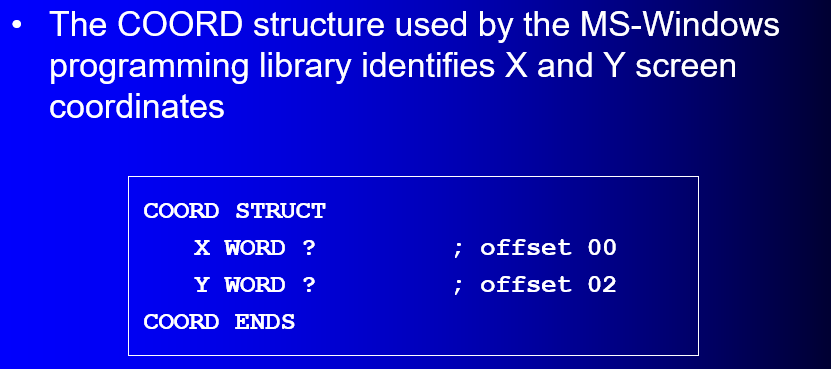 • The COORD structure used by the MS-Windows
programming library identifies X and Y screen
coordinates
COORD STRUCT
X WORD ? ; offset 00
Y WORD ? ; offset 02
COORD ENDS